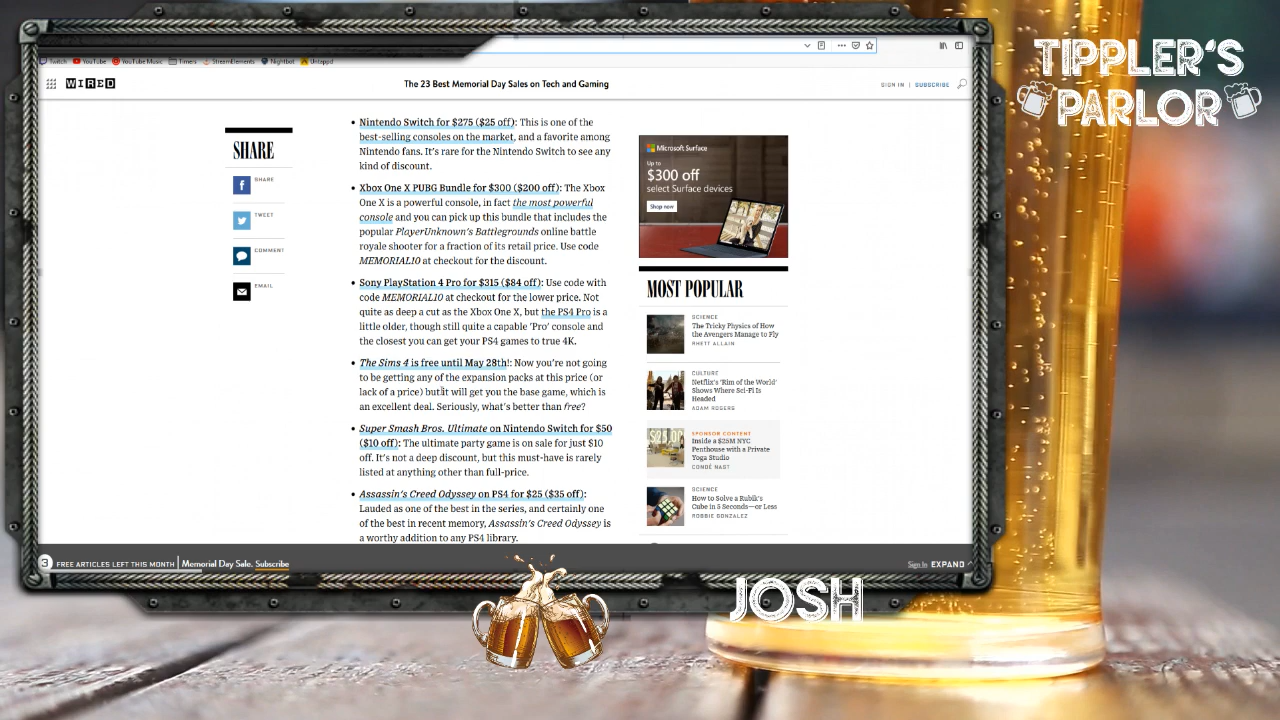 TIPPLER'S
PARLOR
Twitch YouTube YouTube Music Timers StreamElements Nightbot Untappd
WIRED
The 23 Best Memorial Day Sales on Tech and Gaming
SIGN IN | SUBSCRIBE
SHARE
SHARE
TWEET
COMMENT
EMAIL
• Nintendo Switch for $275 ($25 off): This is one of the
best-selling consoles on the market, and a favorite among
Nintendo fans. It's rare for the Nintendo Switch to see any
kind of discount.
• Xbox One X PUBG Bundle for $300 ($200 off): The Xbox
One X is a powerful console, in fact the most powerful
console and you can pick up this bundle that includes the
popular PlayerUnknown's Battlegrounds online battle
royale shooter for a fraction of its retail price. Use code
MEMORIAL10 at checkout for the discount.
• Sony PlayStation 4 Pro for $315 ($84 off): Use code with
code MEMORIAL10 at checkout for the lower price. Not
quite as deep a cut as the Xbox One X, but the PS4 Pro is a
little older, though still quite a capable 'Pro' console and
the closest you can get your PS4 games to true 4K.
• The Sims 4 is free until May 28th!: Now you're not going
to be getting any of the expansion packs at this price (or
lack of a price) but it will get you the base game, which is
an excellent deal. Seriously, what's better than free?
• Super Smash Bros. Ultimate on Nintendo Switch for $50
($10 off): The ultimate party game is on sale for just $10
off. It's not a deep discount, but this must-have is rarely
listed at anything other than full-price.
• Assassin's Creed Odyssey on PS4 for $25 ($35 off):
Lauded as one of the best in the series, and certainly one
of the best in recent memory, Assassin's Creed Odyssey is
a worthy addition to any PS4 library.
Microsoft Surface
Up to
$300 off
select Surface devices
Shop now
MOST POPULAR
SCIENCE
The Tricky Physics of How
the Avengers Manage to Fly
RHETT ALLAIN
CULTURE
Netflix's 'Rim of the World'
Shows Where Sci-Fi Is
Headed
ADAM ROGERS
SPONSOR CONTENT
Inside a $25M NYC
Penthouse with a Private
Yoga Studio
CONDÉ NAST
SCIENCE
How to Solve a Rubik's
Cube in 5 Seconds—or Less
ROBBIE GONZALEZ
3 FREE ARTICLES LEFT THIS MONTH | Memorial Day Sale. Subscribe
Sign In EXPAND
JOSH